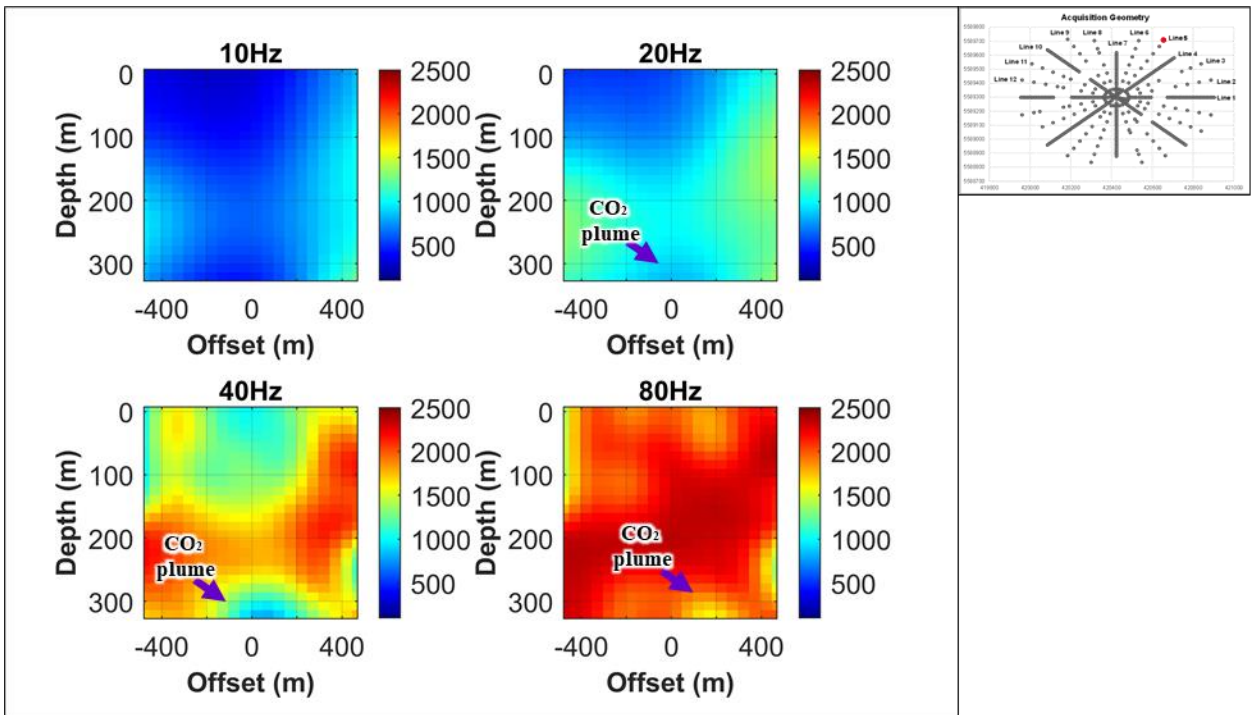 10Hz
0
100
200
300
Depth (m)
-400 0 400
Offset (m)
2500
2000
1500
1000
500
20Hz
0
100
200
300
Depth (m)
CO₂
plume
-400 0 400
Offset (m)
2500
2000
1500
1000
500
40Hz
0
100
200
300
Depth (m)
CO₂
plume
-400 0 400
Offset (m)
2500
2000
1500
1000
500
80Hz
0
100
200
300
Depth (m)
CO₂
plume
-400 0 400
Offset (m)
2500
2000
1500
1000
500
Acquisition Geometry
Line 9 Line 8 Line 7 Line 6 Line 5
Line 10 Line 4
Line 11 Line 3
Line 12 Line 2
Line 1